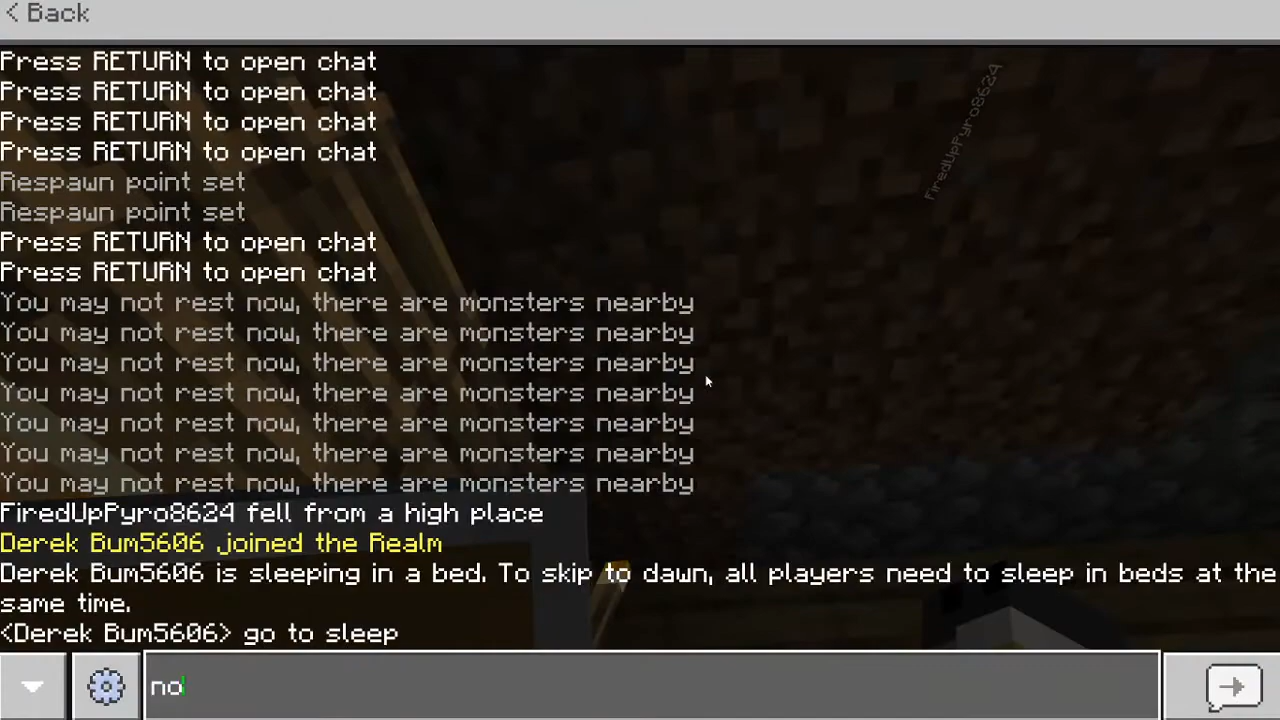 < Back
Press RETURN to open chat
Press RETURN to open chat
Press RETURN to open chat
Press RETURN to open chat
Respawn point set
Respawn point set
Press RETURN to open chat
Press RETURN to open chat
You may not rest now, there are monsters nearby
You may not rest now, there are monsters nearby
You may not rest now, there are monsters nearby
You may not rest now, there are monsters nearby
You may not rest now, there are monsters nearby
You may not rest now, there are monsters nearby
You may not rest now, there are monsters nearby
FiredUpPyro8624 fell from a high place
Derek Bum5606 joined the Realm
Derek Bum5606 is sleeping in a bed. To skip to dawn, all players need to sleep in beds at the
same time.
<Derek Bum5606> go to sleep
no
FiredUpPyro8624